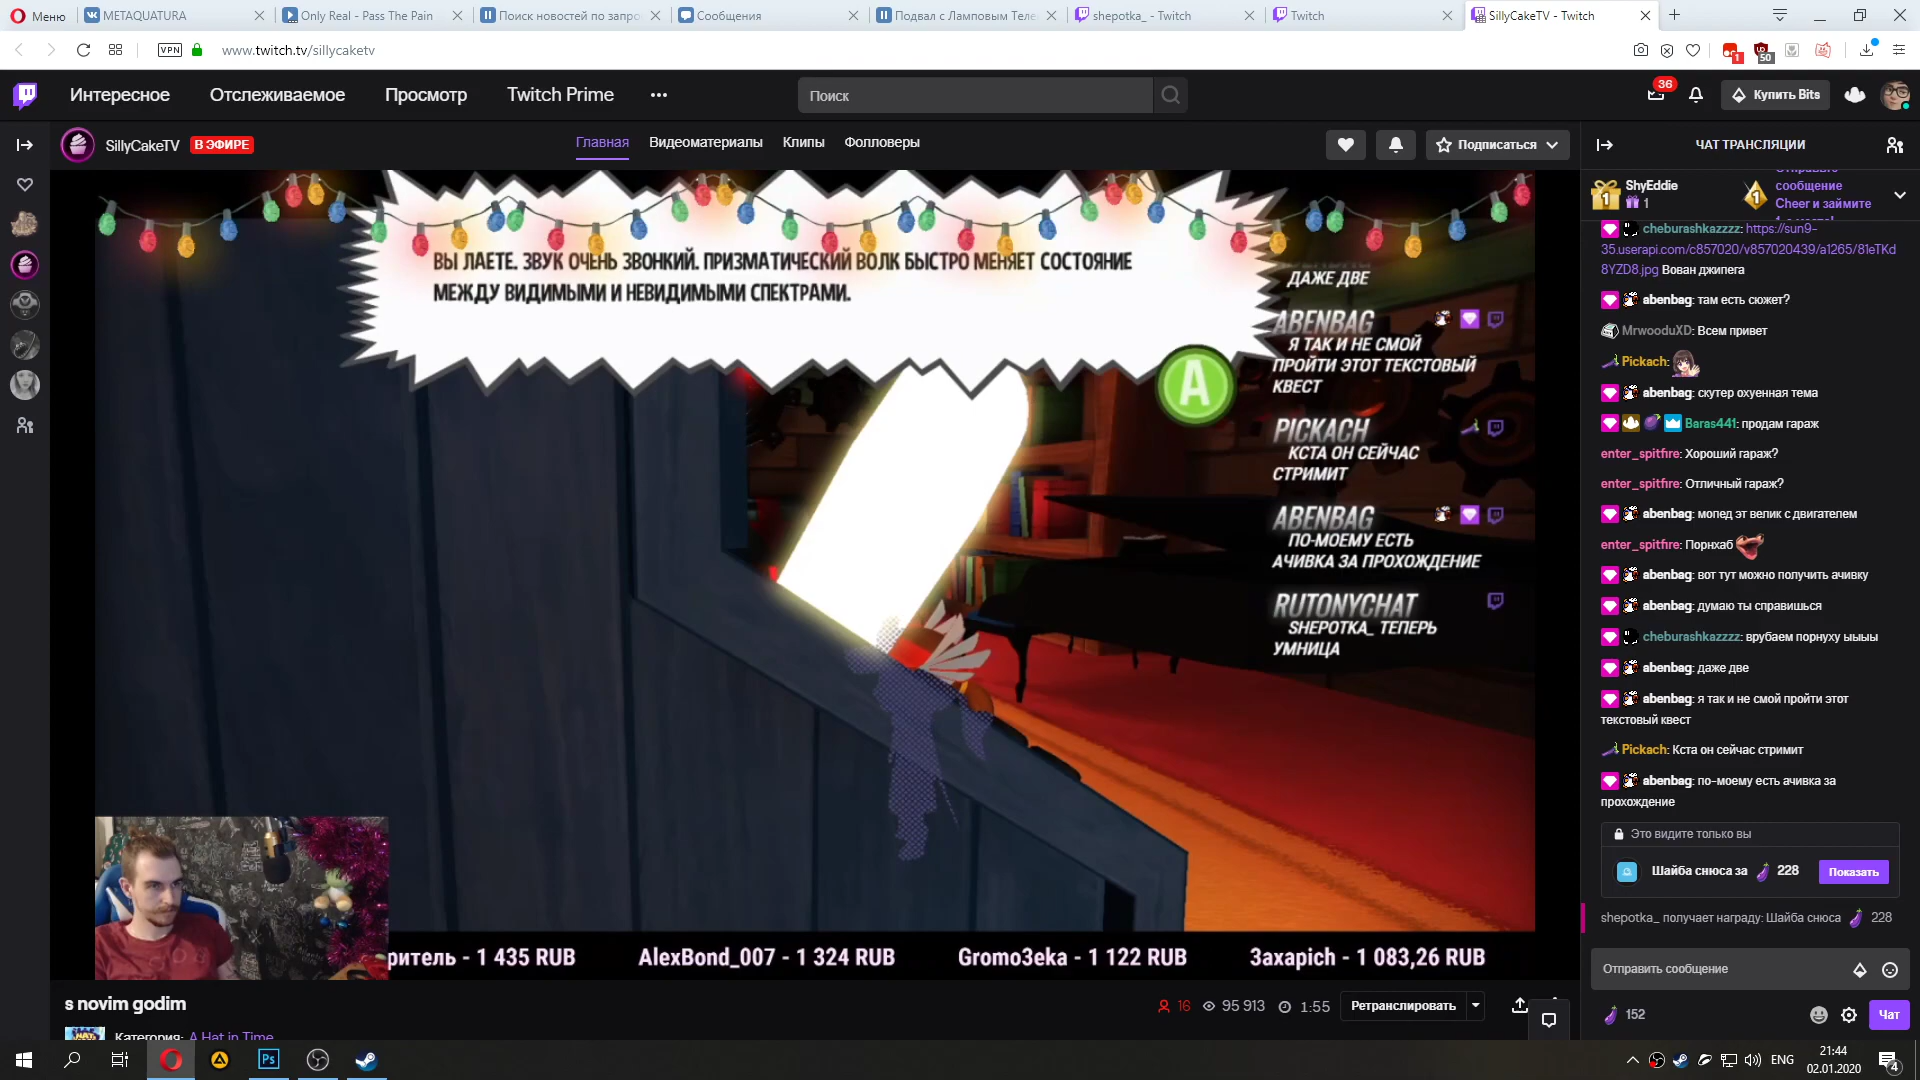 Меню
METAQUATURA
Only Real - Pass The Pain
Поиск новостей по запро
Сообщения
Подвал с Ламповым Теле
shepotka_ - Twitch
Twitch
SillyCakeTV - Twitch
VPN
www.twitch.tv/sillycaketv
1
50
Интересное
Отслеживаемое
Просмотр
Twitch Prime
Поиск
36
Купить Bits
SillyCakeTV
В ЭФИРЕ
Главная
Видеоматериалы
Клипы
Фолловеры
Подписаться
ВЫ ЛАЕТЕ. ЗВУК ОЧЕНЬ ЗВОНКИЙ. ПРИЗМАТИЧЕСКИЙ ВОЛК БЫСТРО МЕНЯЕТ СОСТОЯНИЕ
МЕЖДУ ВИДИМЫМИ И НЕВИДИМЫМИ СПЕКТРАМИ.
A
ДАЖЕ ДВЕ
ABENBAG
Я ТАК И НЕ СМОЙ
ПРОЙТИ ЭТОТ ТЕКСТОВЫЙ
КВЕСТ
PICKACH
КСТА ОН СЕЙЧАС
СТРИМИТ
ABENBAG
ПО-МОЕМУ ЕСТЬ
АЧИВКА ЗА ПРОХОЖДЕНИЕ
RUTONYCHAT
SHEPOTKA_ ТЕПЕРЬ
УМНИЦА
ритель - 1 435 RUB
AlexBond_007 - 1 324 RUB
Gromo3eka - 1 122 RUB
3axapich - 1 083,26 RUB
s novim godim
Категория: A Hat in Time
16
95 913
1:55
Ретранслировать
ЧАТ ТРАНСЛЯЦИИ
1
ShyEddie
1
1
сообщение
Cheer и займите
cheburashkazzzz: https://sun9-
35.userapi.com/c857020/v857020439/a1265/81eTKd
8YZD8.jpg Вован джипега
abenbag: там есть сюжет?
MrwooduXD: Всем привет
Pickach:
abenbag: скутер охуенная тема
Baras441: продам гараж
enter_spitfire: Хороший гараж?
enter_spitfire: Отличный гараж?
abenbag: мопед эт велик с двигателем
enter_spitfire: Порнхаб
abenbag: вот тут можно получить ачивку
abenbag: думаю ты справишься
cheburashkazzzz: врубаем порнуху ыыыы
abenbag: даже две
abenbag: я так и не смой пройти этот
текстовый квест
Pickach: Кста он сейчас стримит
abenbag: по-моему есть ачивка за
прохождение
Это видите только вы
Шайба снюса за 228
Показать
shepotka_ получает награду: Шайба снюса 228
Отправить сообщение
152
Чат
Ps
ENG
21:44
02.01.2020
4